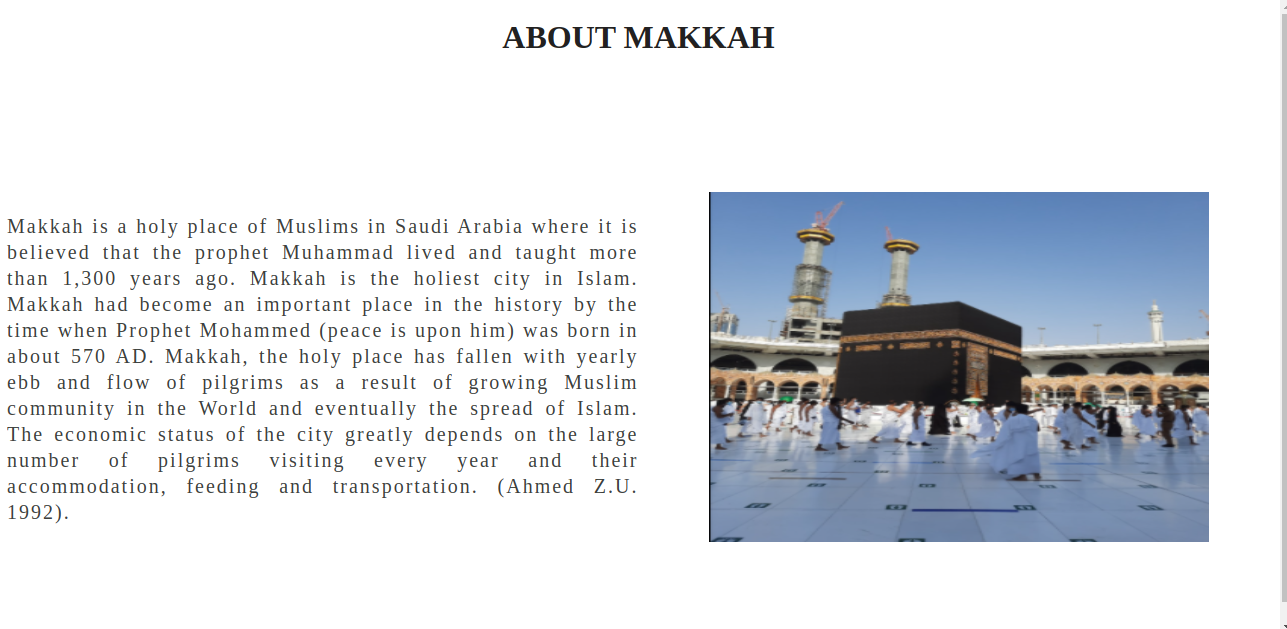 ABOUT MAKKAH
Makkah is a holy place of Muslims in Saudi Arabia where it is
believed that the prophet Muhammad lived and taught more
than 1,300 years ago. Makkah is the holiest city in Islam.
Makkah had become an important place in the history by the
time when Prophet Mohammed (peace is upon him) was born in
about 570 AD. Makkah, the holy place has fallen with yearly
ebb and flow of pilgrims as a result of growing Muslim
community in the World and eventually the spread of Islam.
The economic status of the city greatly depends on the large
number of pilgrims visiting every year and their
accommodation, feeding and transportation. (Ahmed Z.U.
1992).